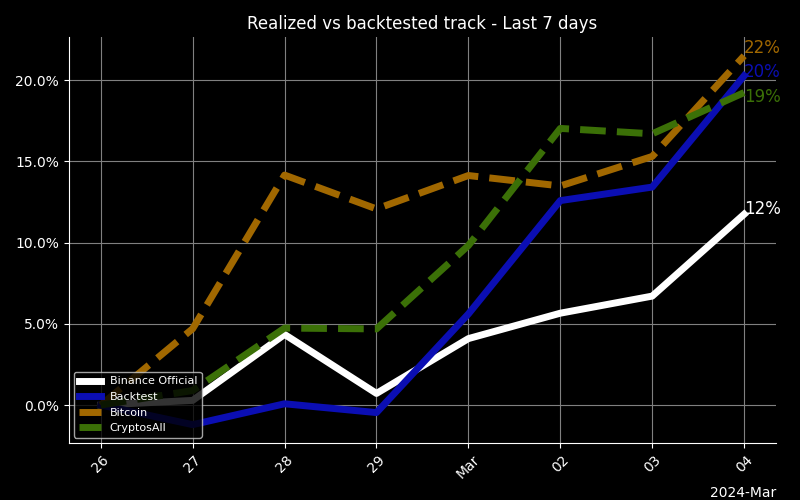 Realized vs backtested track - Last 7 days
22%
20%
19%
12%
20.0%
15.0%
10.0%
5.0%
0.0%
Binance Official
Backtest
Bitcoin
CryptosAll
26
27
28
29
Mar
02
03
04
2024-Mar